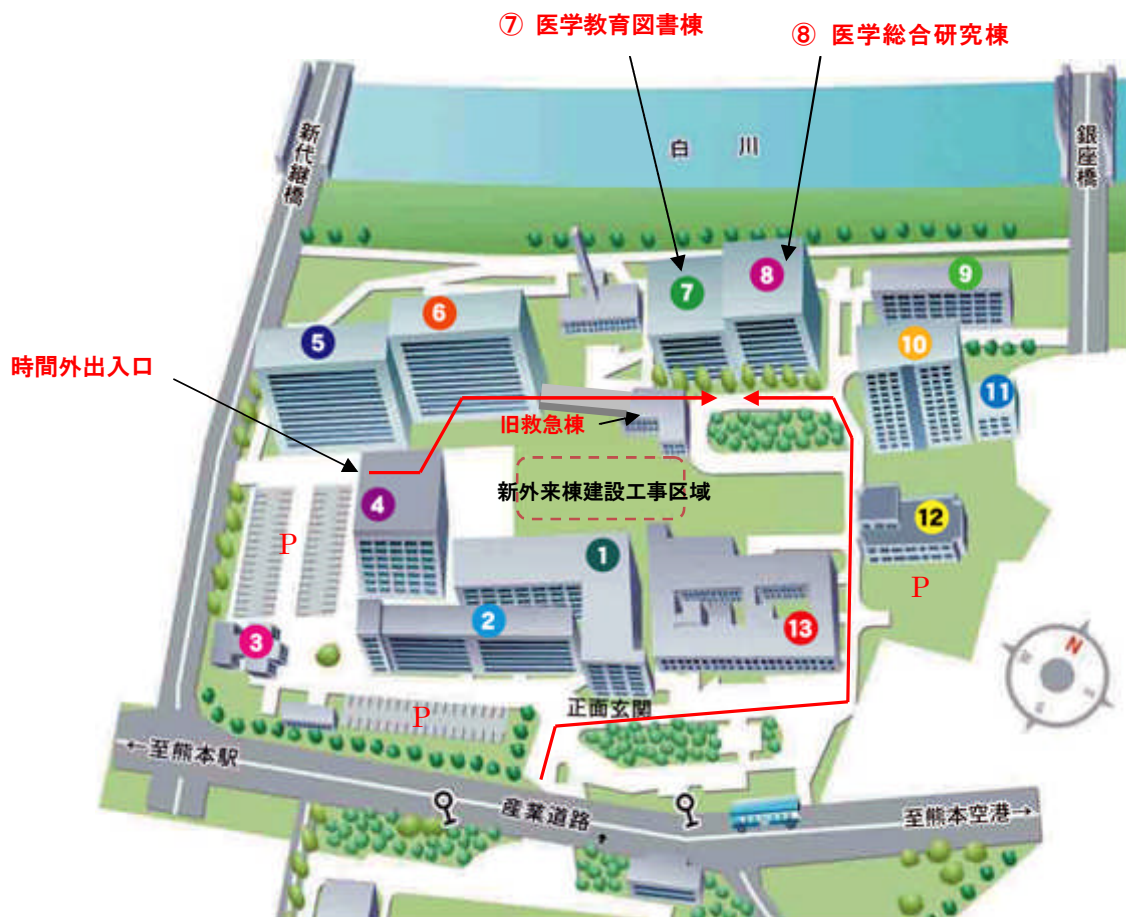 ⑦ 医学教育図書棟
⑧ 医学総合研究棟
新代継橋
白 川
銀座橋
7
8
9
6
5
10
11
時間外出入口
旧救急棟
新外来棟建設工事区域
4
P
12
P
1
2
13
3
N
E
S
P
正面玄関
←至熊本駅
産業道路
至熊本空港→